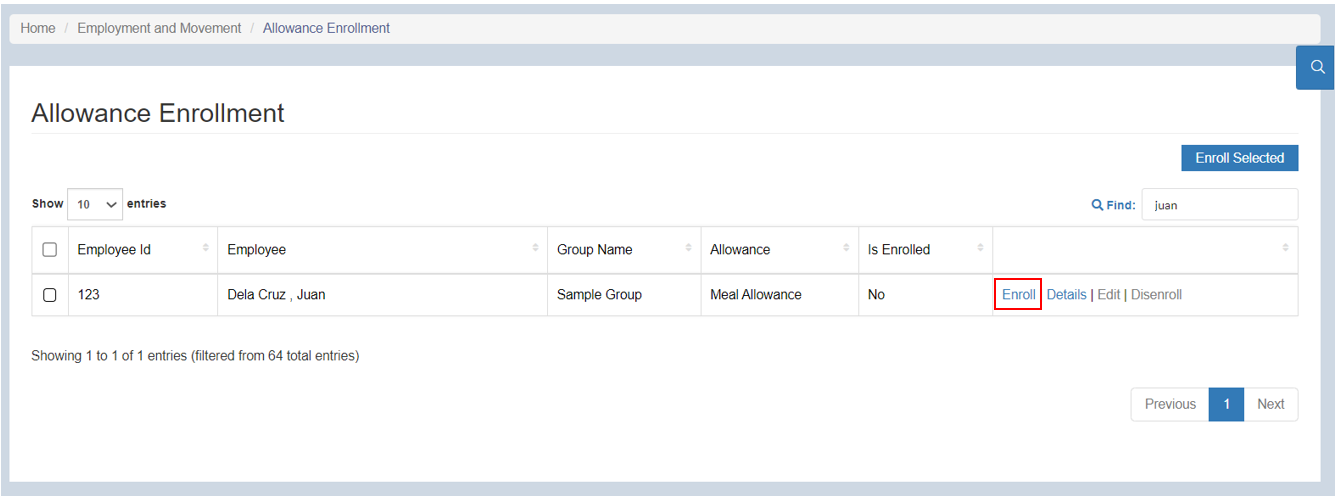 Home / Employment and Movement / Allowance Enrollment
Allowance Enrollment
Enroll Selected
Show 10 entries
Find: juan
Employee Id Employee Group Name Allowance Is Enrolled
123 Dela Cruz , Juan Sample Group Meal Allowance No Enroll Details | Edit | Disenroll
Showing 1 to 1 of 1 entries (filtered from 64 total entries)
Previous 1 Next